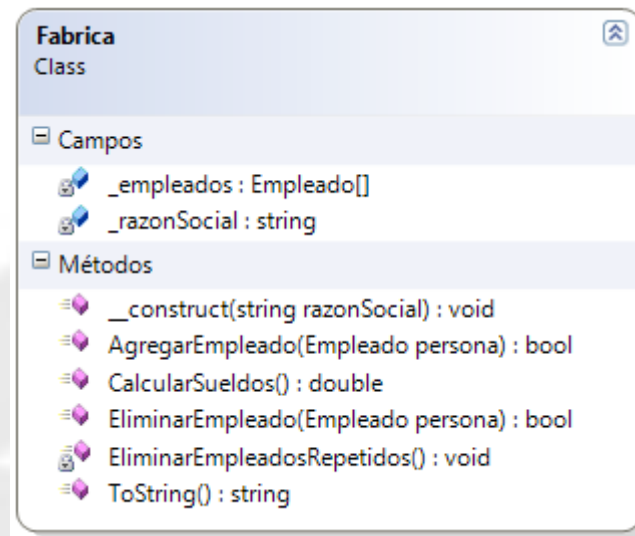 Fabrica
Class
Campos
_empleados : Empleado[]
_razonSocial : string
Métodos
__construct(string razonSocial) : void
AgregarEmpleado(Empleado persona) : bool
CalcularSueldos() : double
EliminarEmpleado(Empleado persona) : bool
EliminarEmpleadosRepetidos() : void
ToString() : string